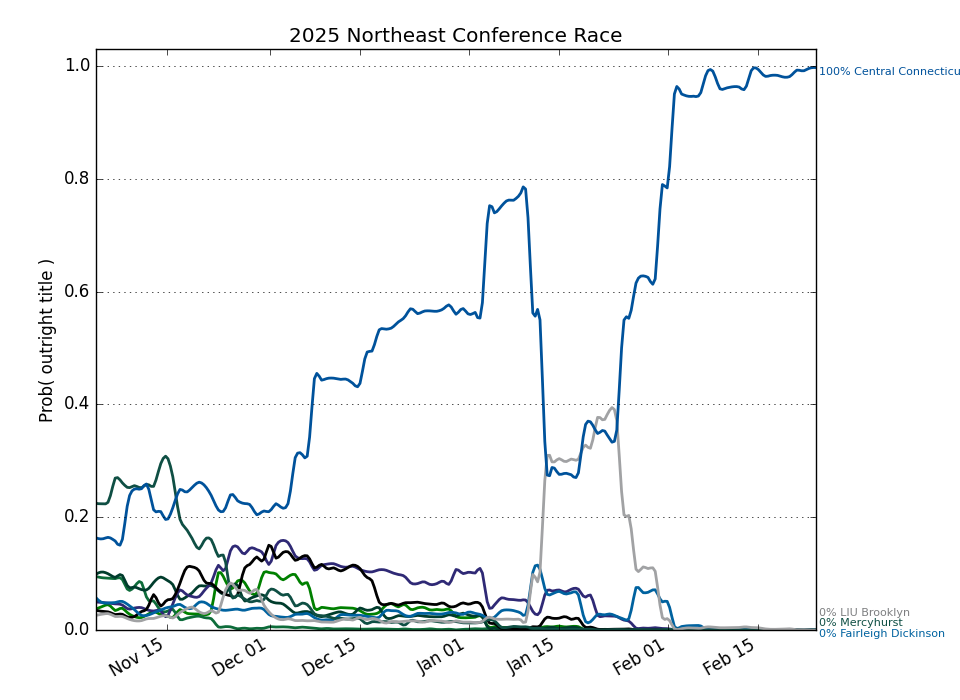 2025 Northeast Conference Race
Prob( outright title )
1.0
0.8
0.6
0.4
0.2
0.0
100% Central Connecticu
0% LIU Brooklyn
0% Mercyhurst
0% Fairleigh Dickinson
Nov 15
Dec 01
Dec 15
Jan 01
Jan 15
Feb 01
Feb 15